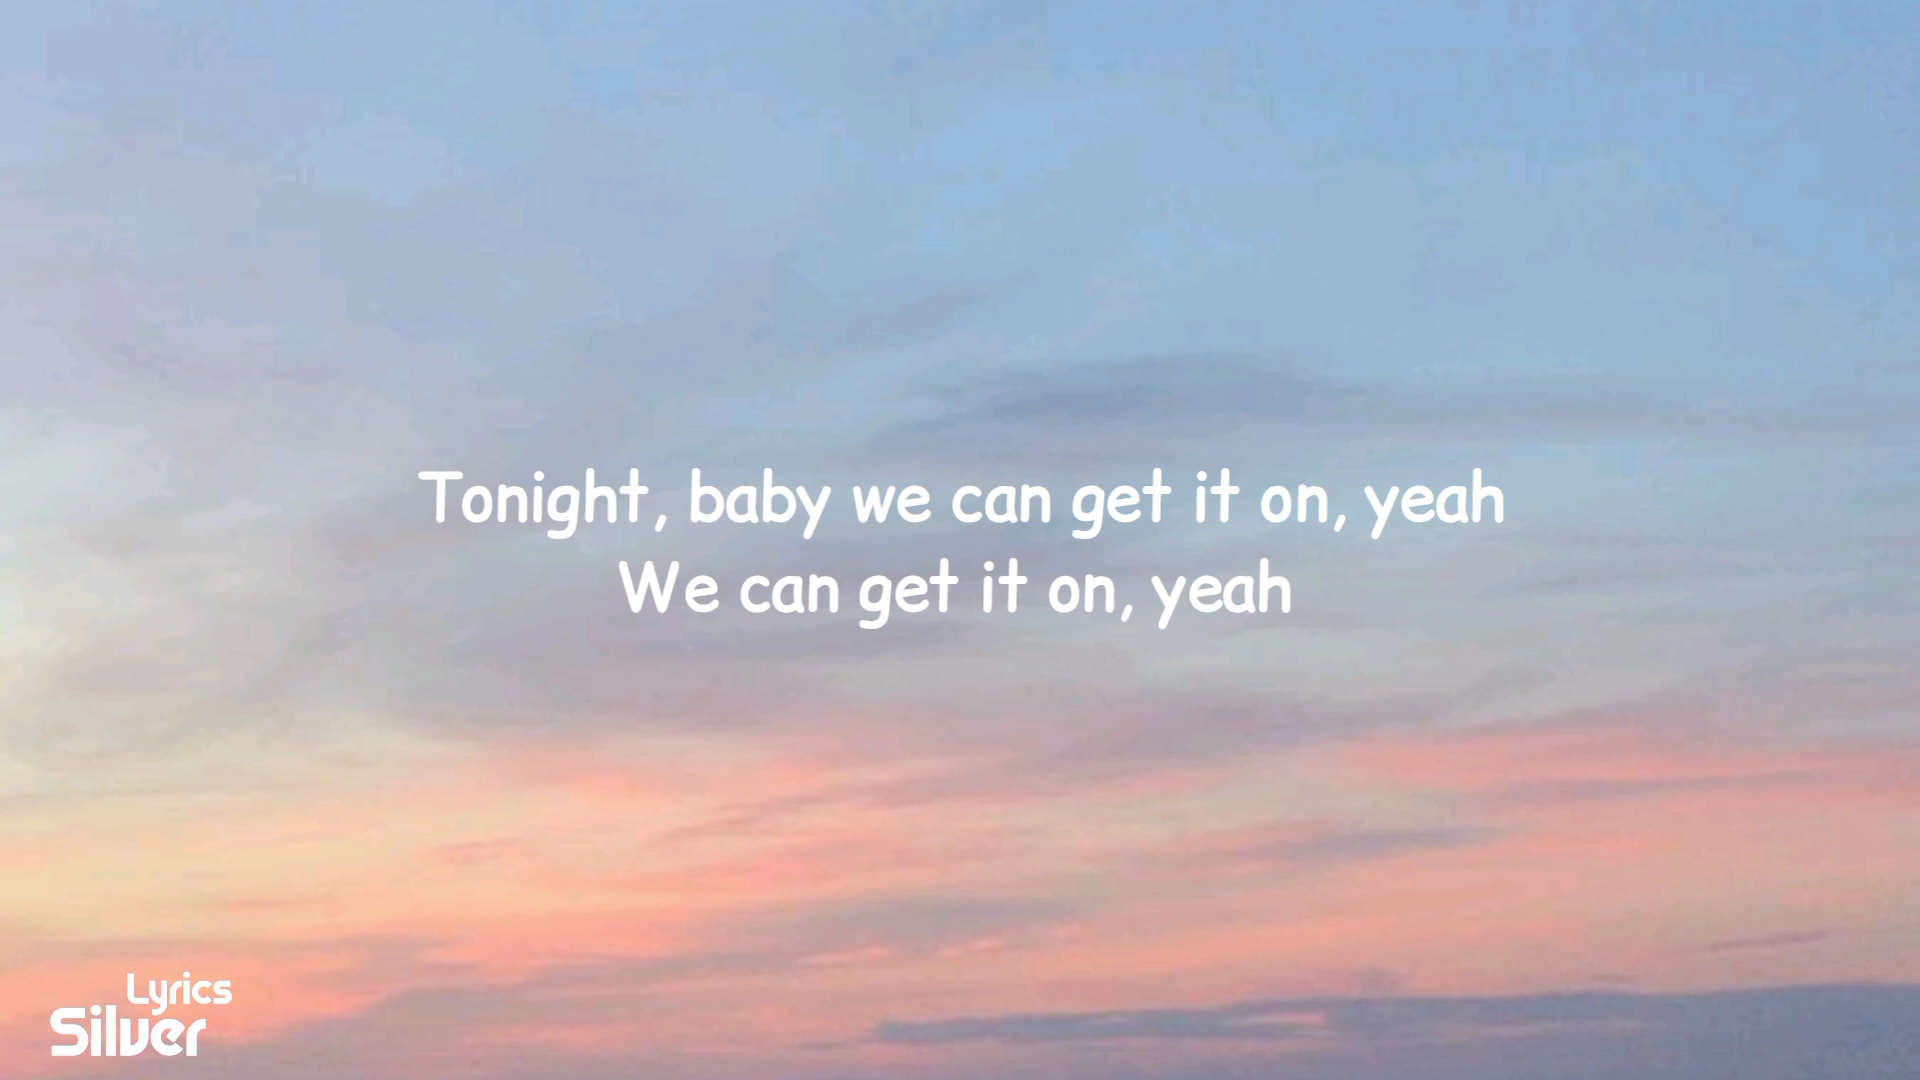 Tonight, baby we can get it on, yeah
We can get it on, yeah
Lyrics
Silver